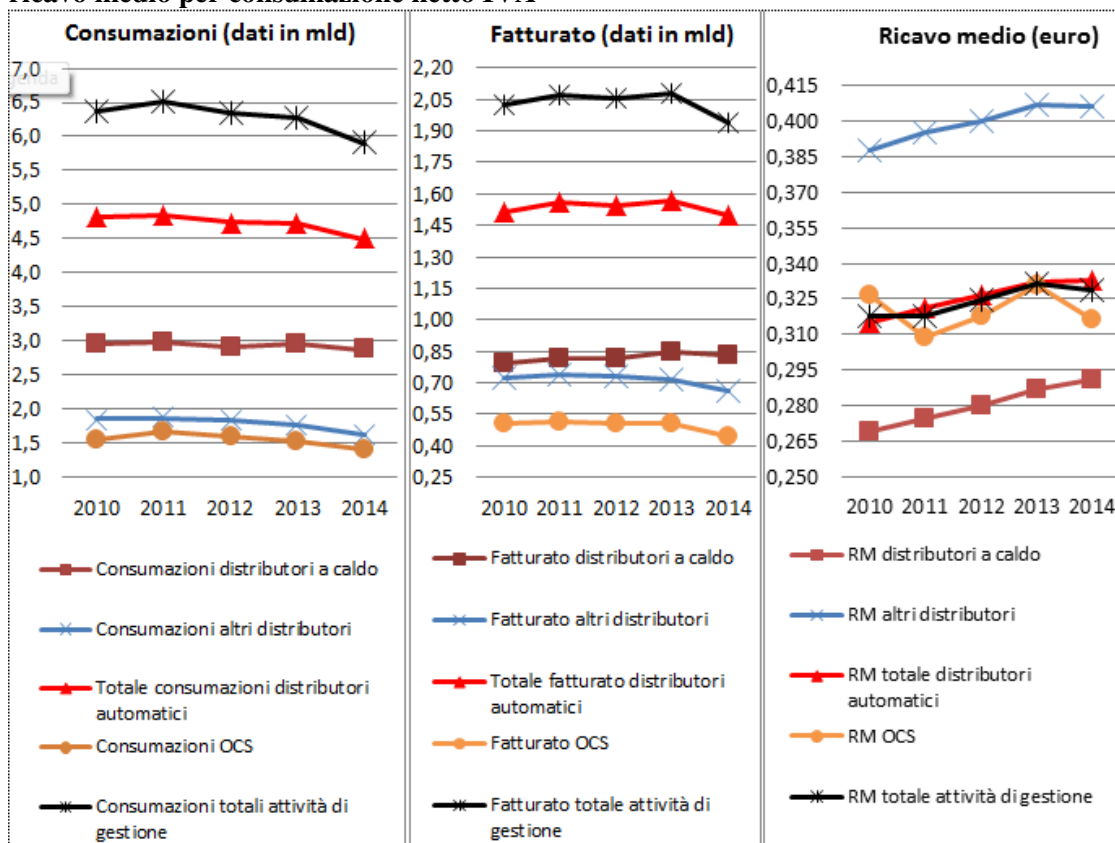 ricavo medio per consumazione netto IVA
Consumazioni (dati in mld)
7,0
genda
6,5
6,0
5,5
5,0
4,5
4,0
3,5
3,0
2,5
2,0
1,5
1,0
2010 2011 2012 2013 2014
Consumazioni distributori a caldo
Consumazioni altri distributori
Totale consumazioni distributori
automatici
Consumazioni OCS
Consumazioni totali attività di
gestione
Fatturato (dati in mld)
2,20
2,05
1,90
1,75
1,60
1,45
1,30
1,15
1,00
0,85
0,70
0,55
0,40
0,25
2010 2011 2012 2013 2014
Fatturato distributori a caldo
Fatturato altri distributori
Totale fatturato distributori
automatici
Fatturato OCS
Fatturato totale attività di
gestione
Ricavo medio (euro)
0,415
0,400
0,385
0,370
0,355
0,340
0,325
0,310
0,295
0,280
0,265
0,250
2010 2011 2012 2013 2014
RM distributori a caldo
RM altri distributori
RM totale distributori
automatici
RM OCS
RM totale attività di gestione